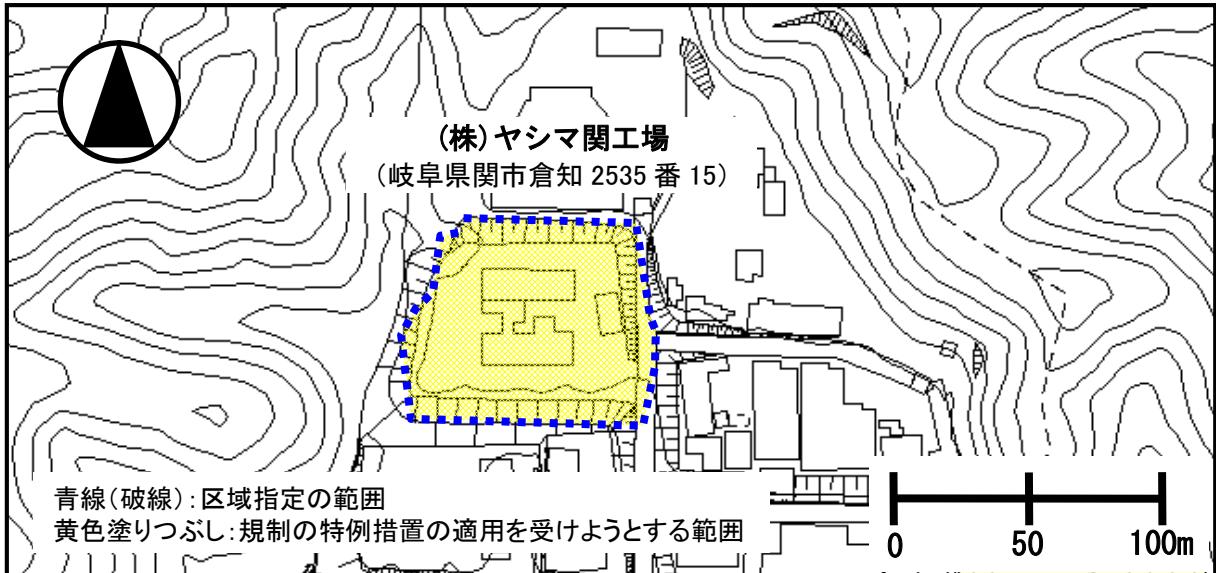 (株)ヤシマ関工場
(岐阜県関市倉知 2535 番 15)
青線(破線):区域指定の範囲
黄色塗りつぶし:規制の特例措置の適用を受けようとする範囲
0 50 100m